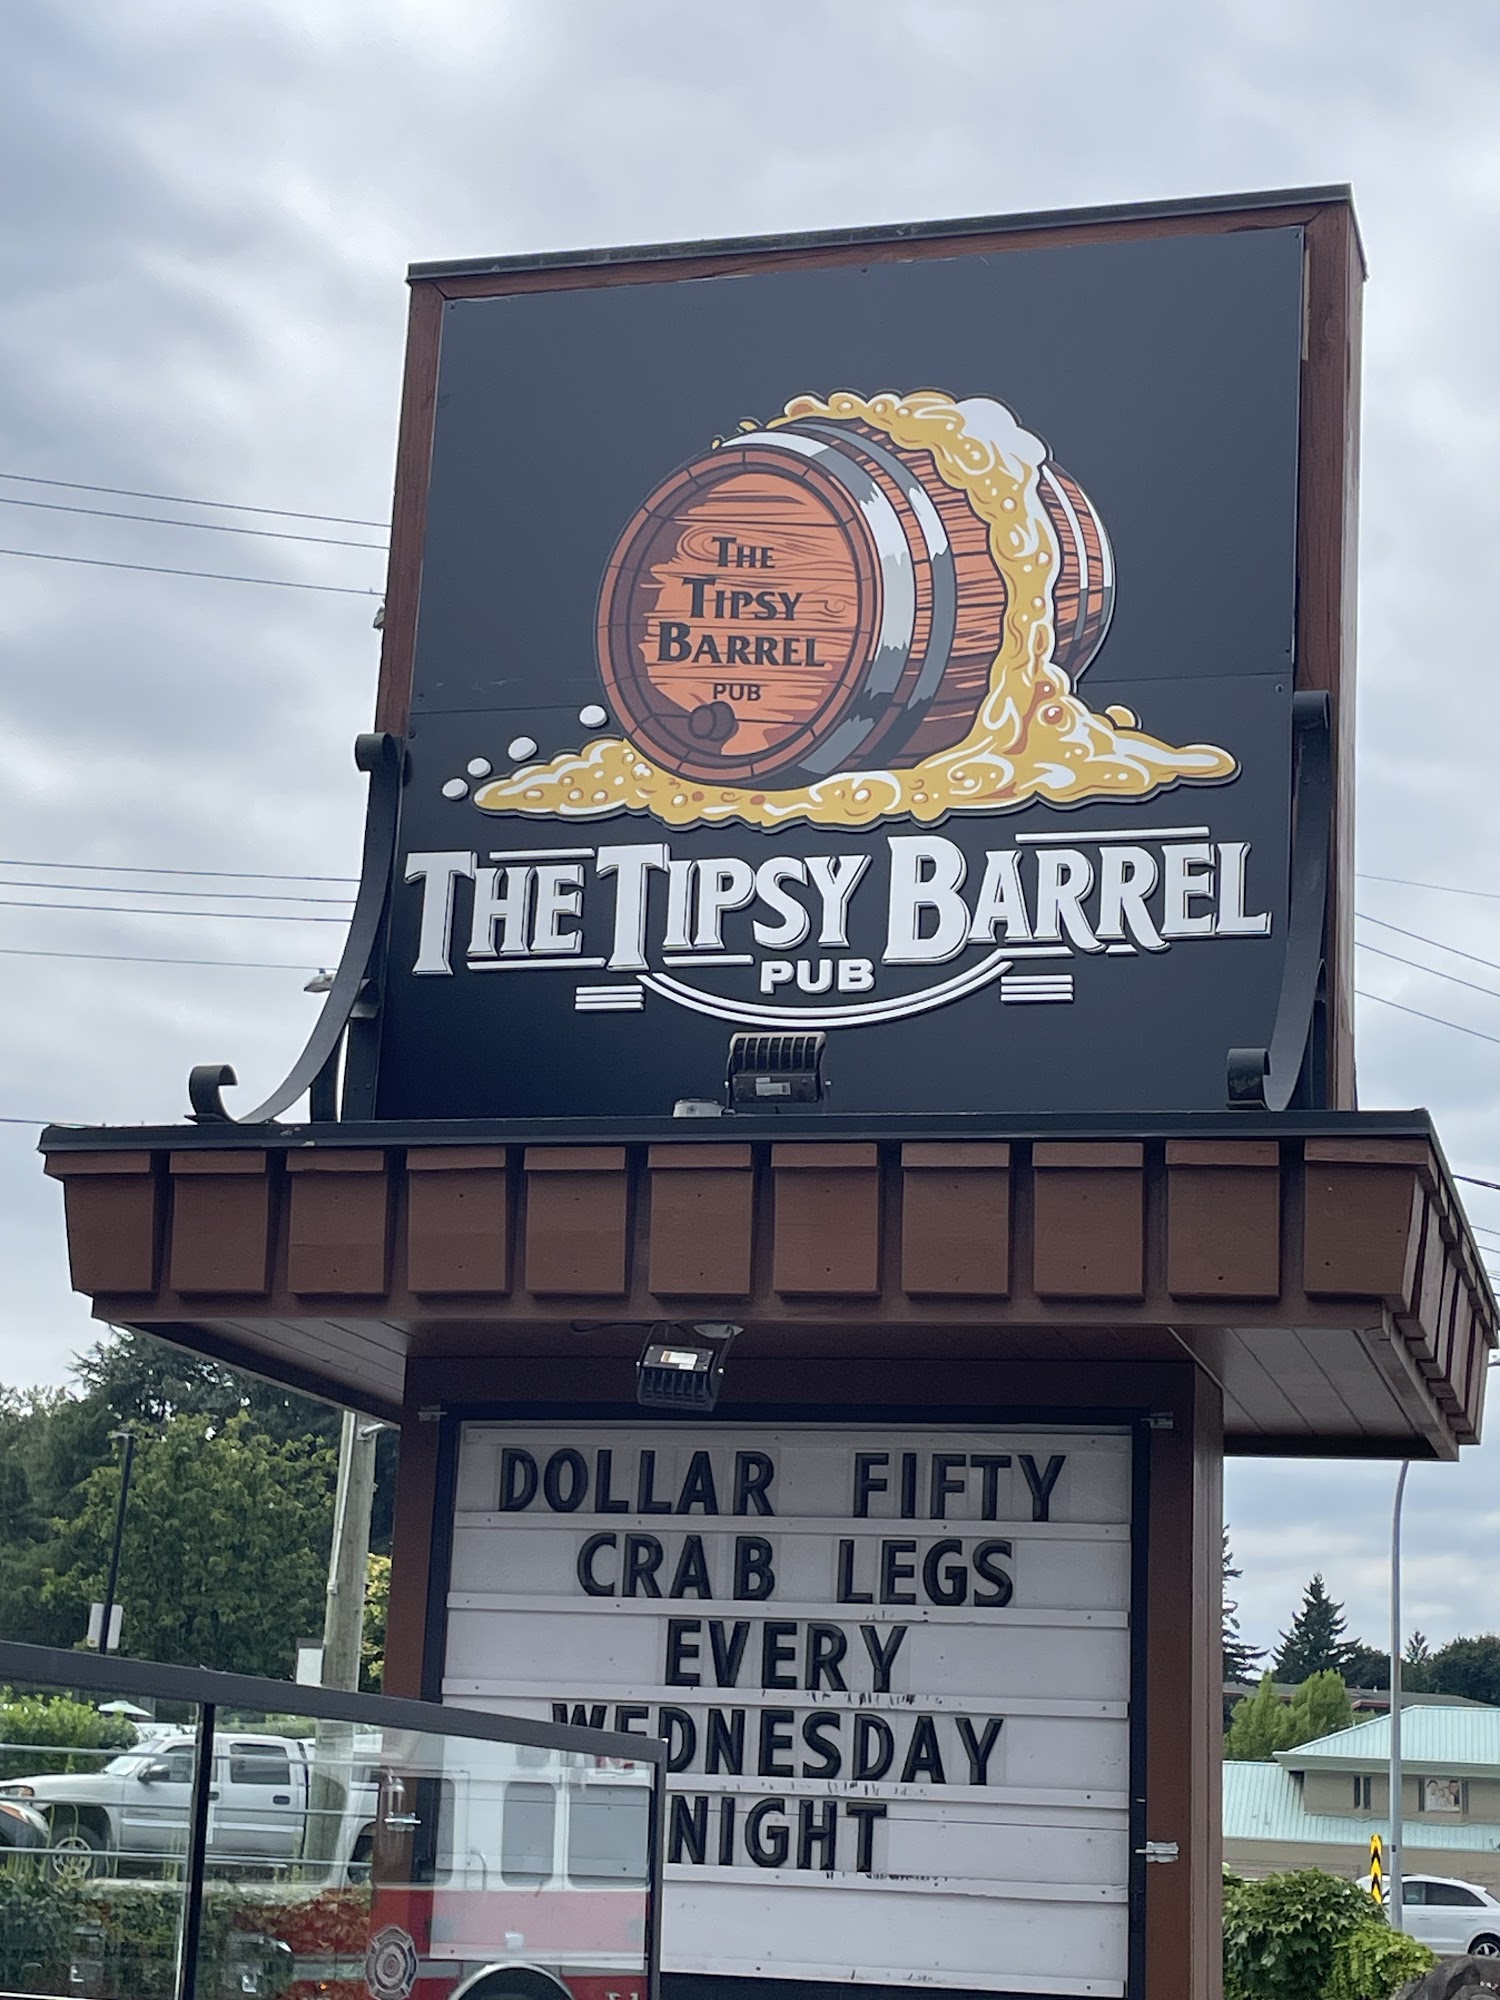 THE
TIPSY
BARREL
PUB
THE TIPSY BARREL
PUB
DOLLAR FIFTY
CRAB LEGS
EVERY
WEDNESDAY
NIGHT